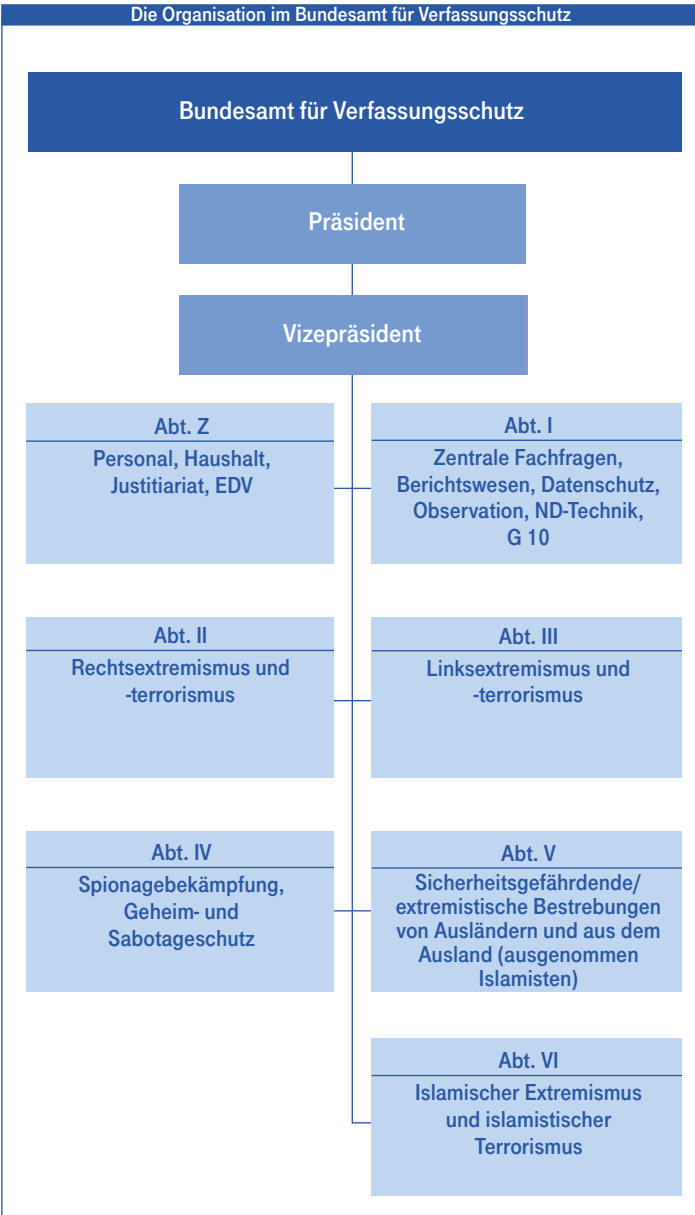 Die Organisation im Bundesamt für Verfassungsschutz
Bundesamt für Verfassungsschutz
Präsident
Vizepräsident
Abt. Z
Personal, Haushalt,
Justitiariat, EDV
Abt. I
Zentrale Fachfragen,
Berichtswesen, Datenschutz,
Observation, ND-Technik,
G 10
Abt. II
Rechtsextremismus und
-terrorismus
Abt. III
Linksextremismus und
-terrorismus
Abt. IV
Spionagebekämpfung,
Geheim- und
Sabotageschutz
Abt. V
Sicherheitsgefährdende/
extremistische Bestrebungen
von Ausländern und aus dem
Ausland (ausgenommen
Islamisten)
Abt. VI
Islamischer Extremismus
und islamistischer
Terrorismus